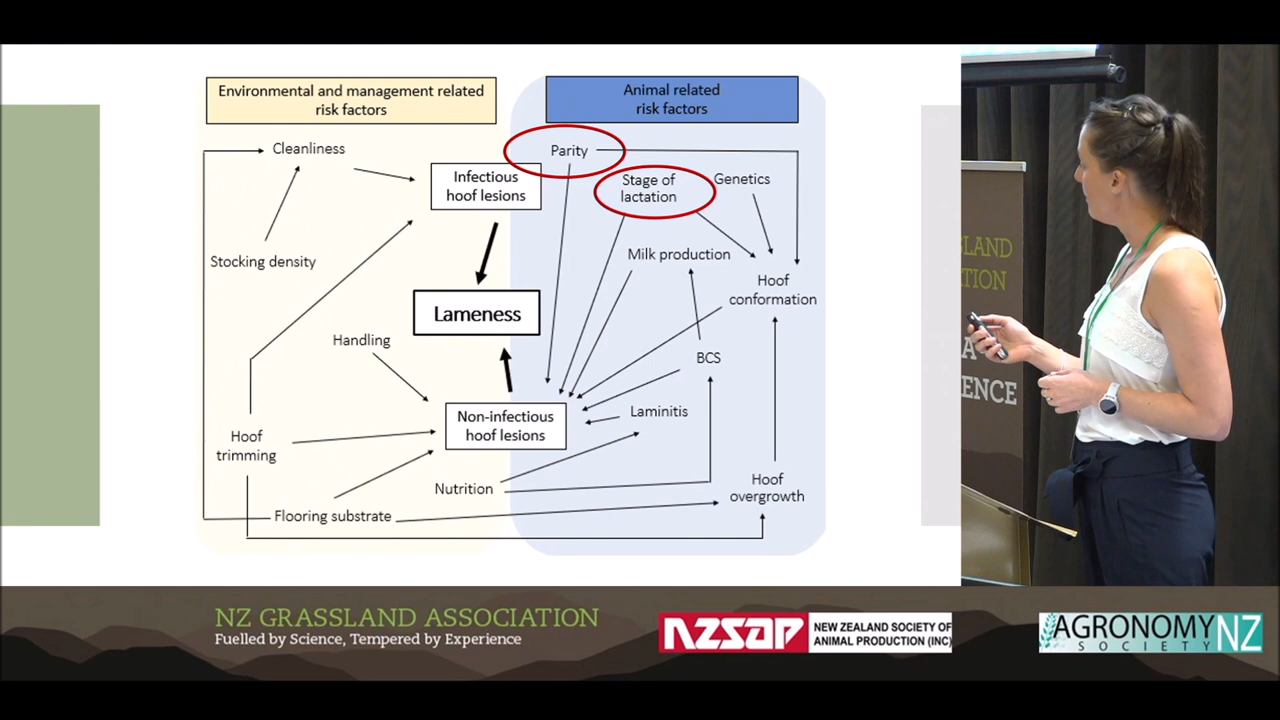 Environmental and management related
risk factors
Animal related
risk factors
Cleanliness
Parity
Infectious
hoof lesions
Stage of
lactation
Genetics
Stocking density
Milk production
Hoof
conformation
Lameness
Handling
BCS
Non-infectious
hoof lesions
Laminitis
Hoof
trimming
Nutrition
Hoof
overgrowth
Flooring substrate
SLAND
TION
A
ENCE
NZ GRASSLAND ASSOCIATION
Fuelled by Science, Tempered by Experience
NZSAP
NEW ZEALAND SOCIETY OF
ANIMAL PRODUCTION (INC)
AGRONOMY NZ
SOCIETY